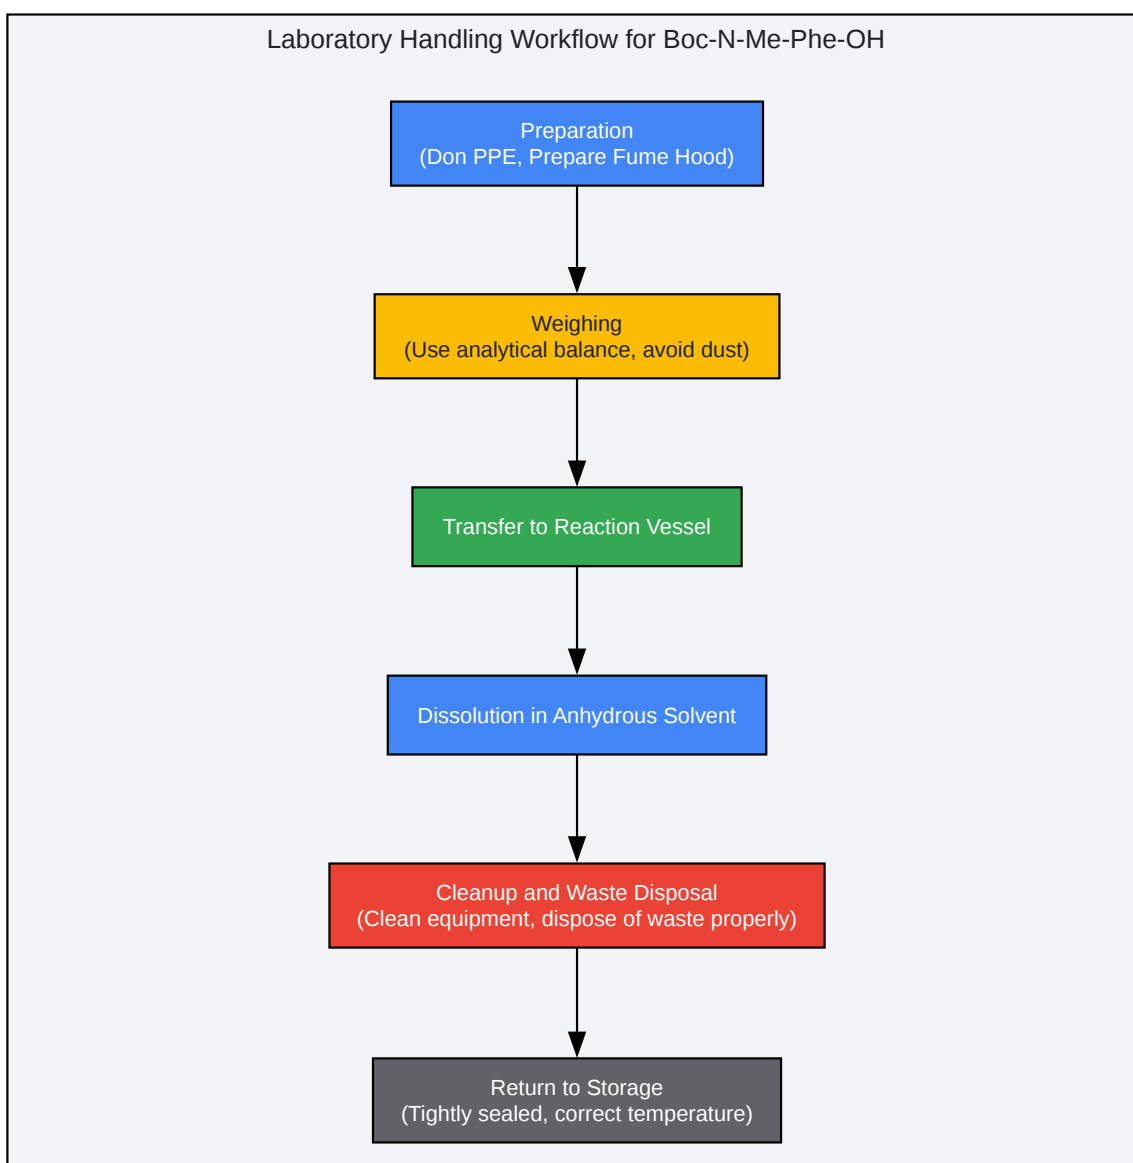 Laboratory Handling Workflow for Boc-N-Me-Phe-OH
Preparation
(Don PPE, Prepare Fume Hood)
Weighing
(Use analytical balance, avoid dust)
Transfer to Reaction Vessel
Dissolution in Anhydrous Solvent
Cleanup and Waste Disposal
(Clean equipment, dispose of waste properly)
Return to Storage
(Tightly sealed, correct temperature)